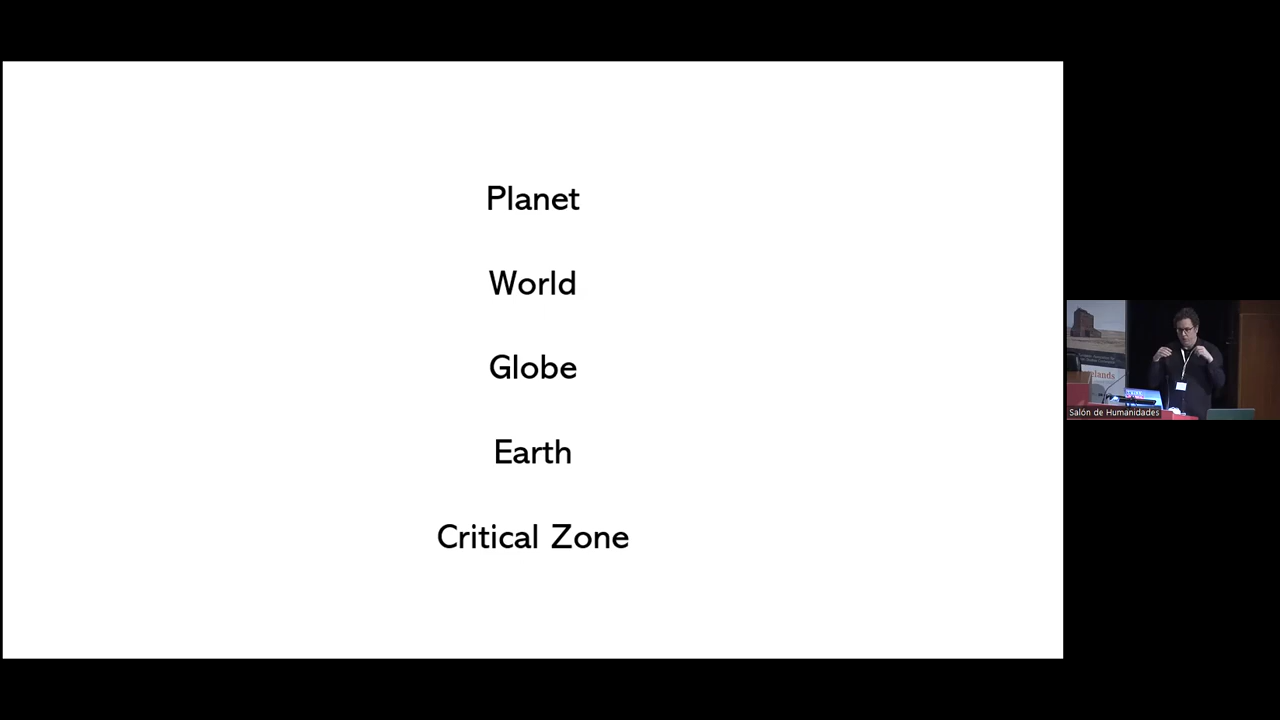 Planet
World
Globe
Earth
Critical Zone
Salón de Humanidades